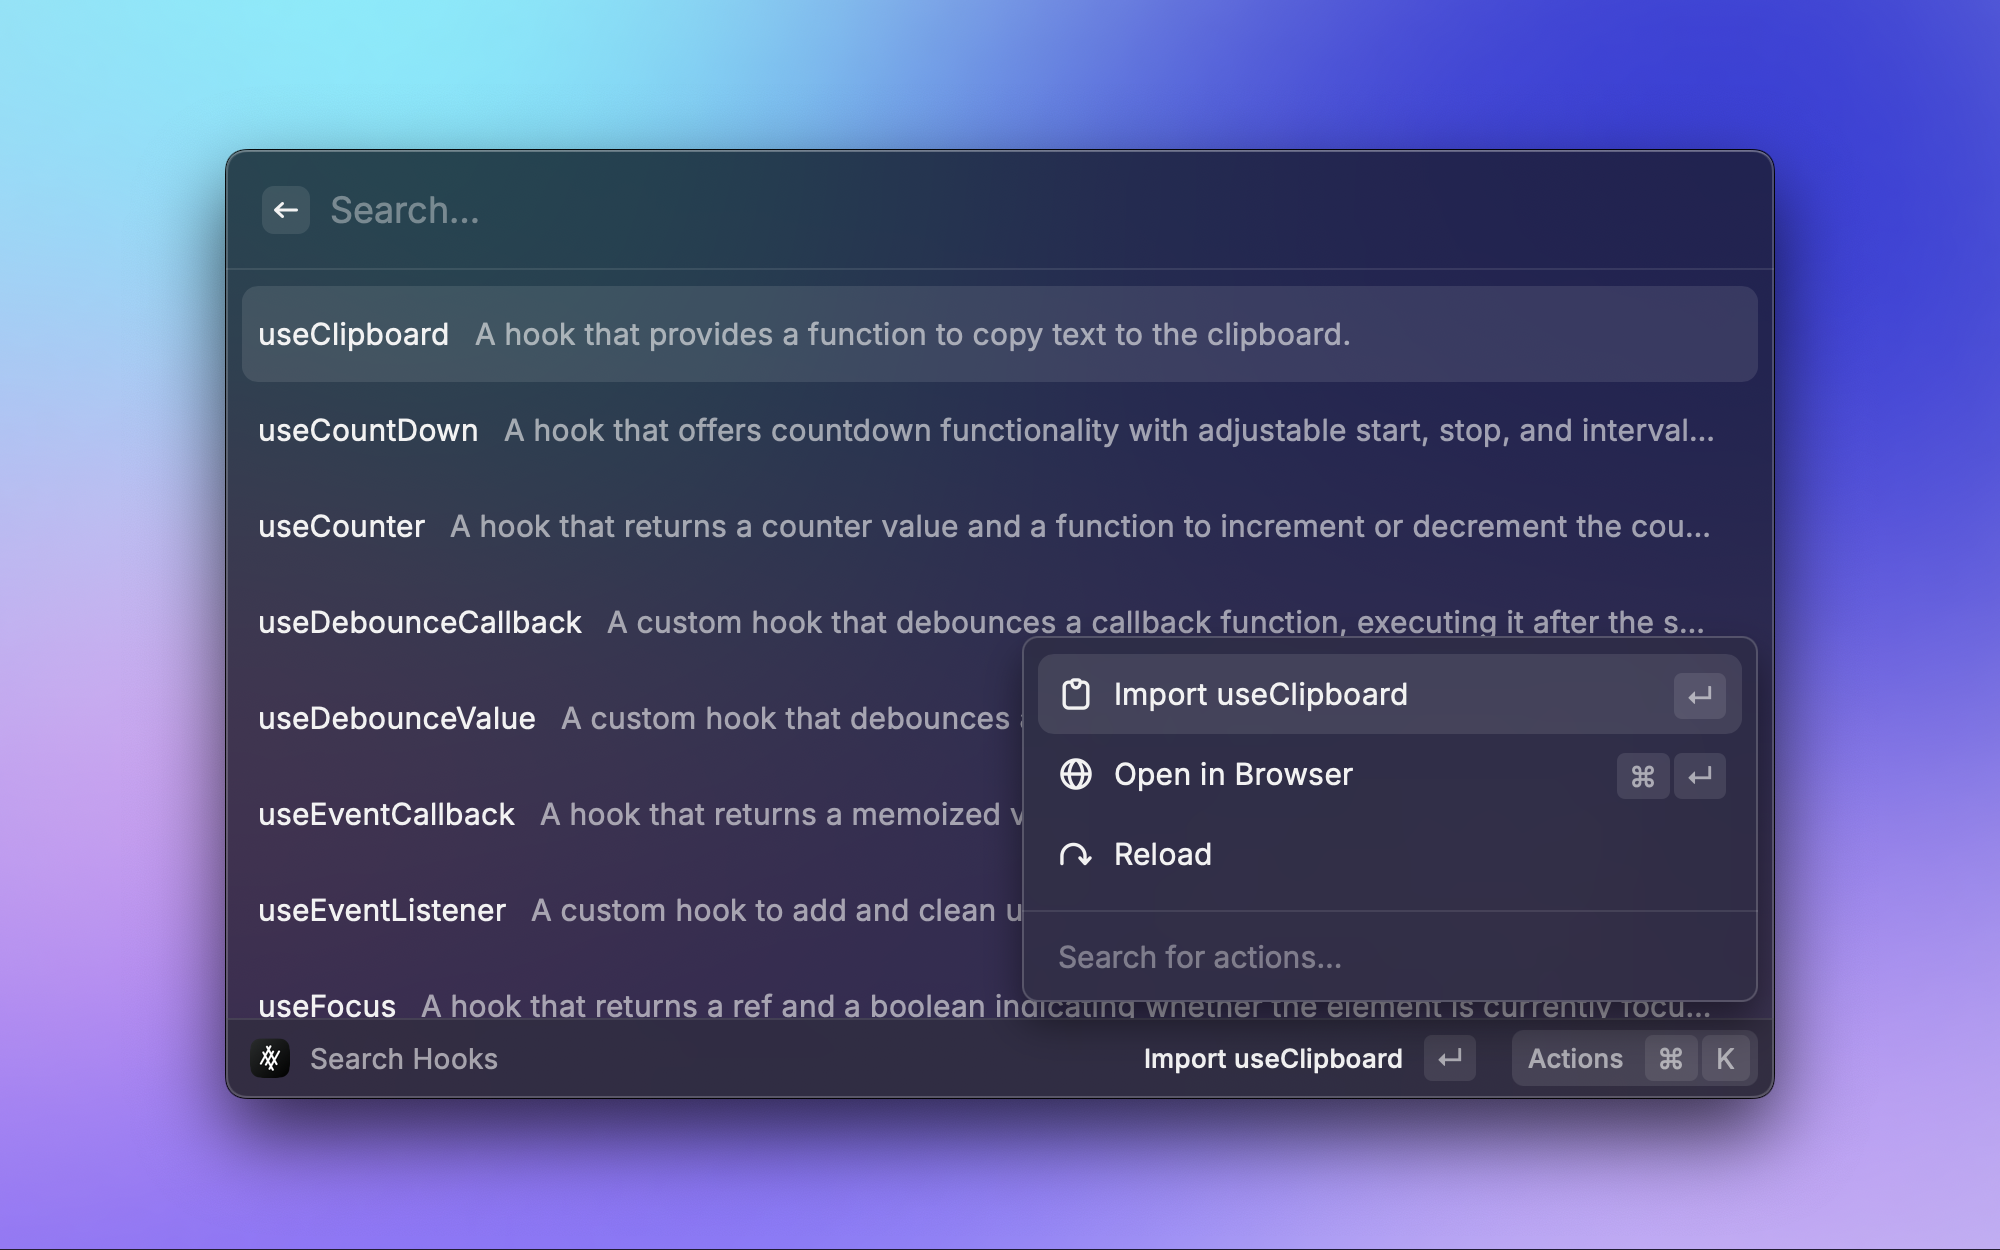 Search...
useClipboard A hook that provides a function to copy text to the clipboard.
useCountDown A hook that offers countdown functionality with adjustable start, stop, and interval...
useCounter A hook that returns a counter value and a function to increment or decrement the cou...
useDebounceCallback A custom hook that debounces a callback function, executing it after the s...
useDebounceValue A custom hook that debounces
useEventCallback A hook that returns a memoized
useEventListener A custom hook to add and clean
useFocus A hook that returns a ref and a boolean indicating whether the element is currently focu...
Import useClipboard ↵
Open in Browser ⌘ ↵
Reload
Search for actions...
Search Hooks
Import useClipboard ↵
Actions ⌘ K